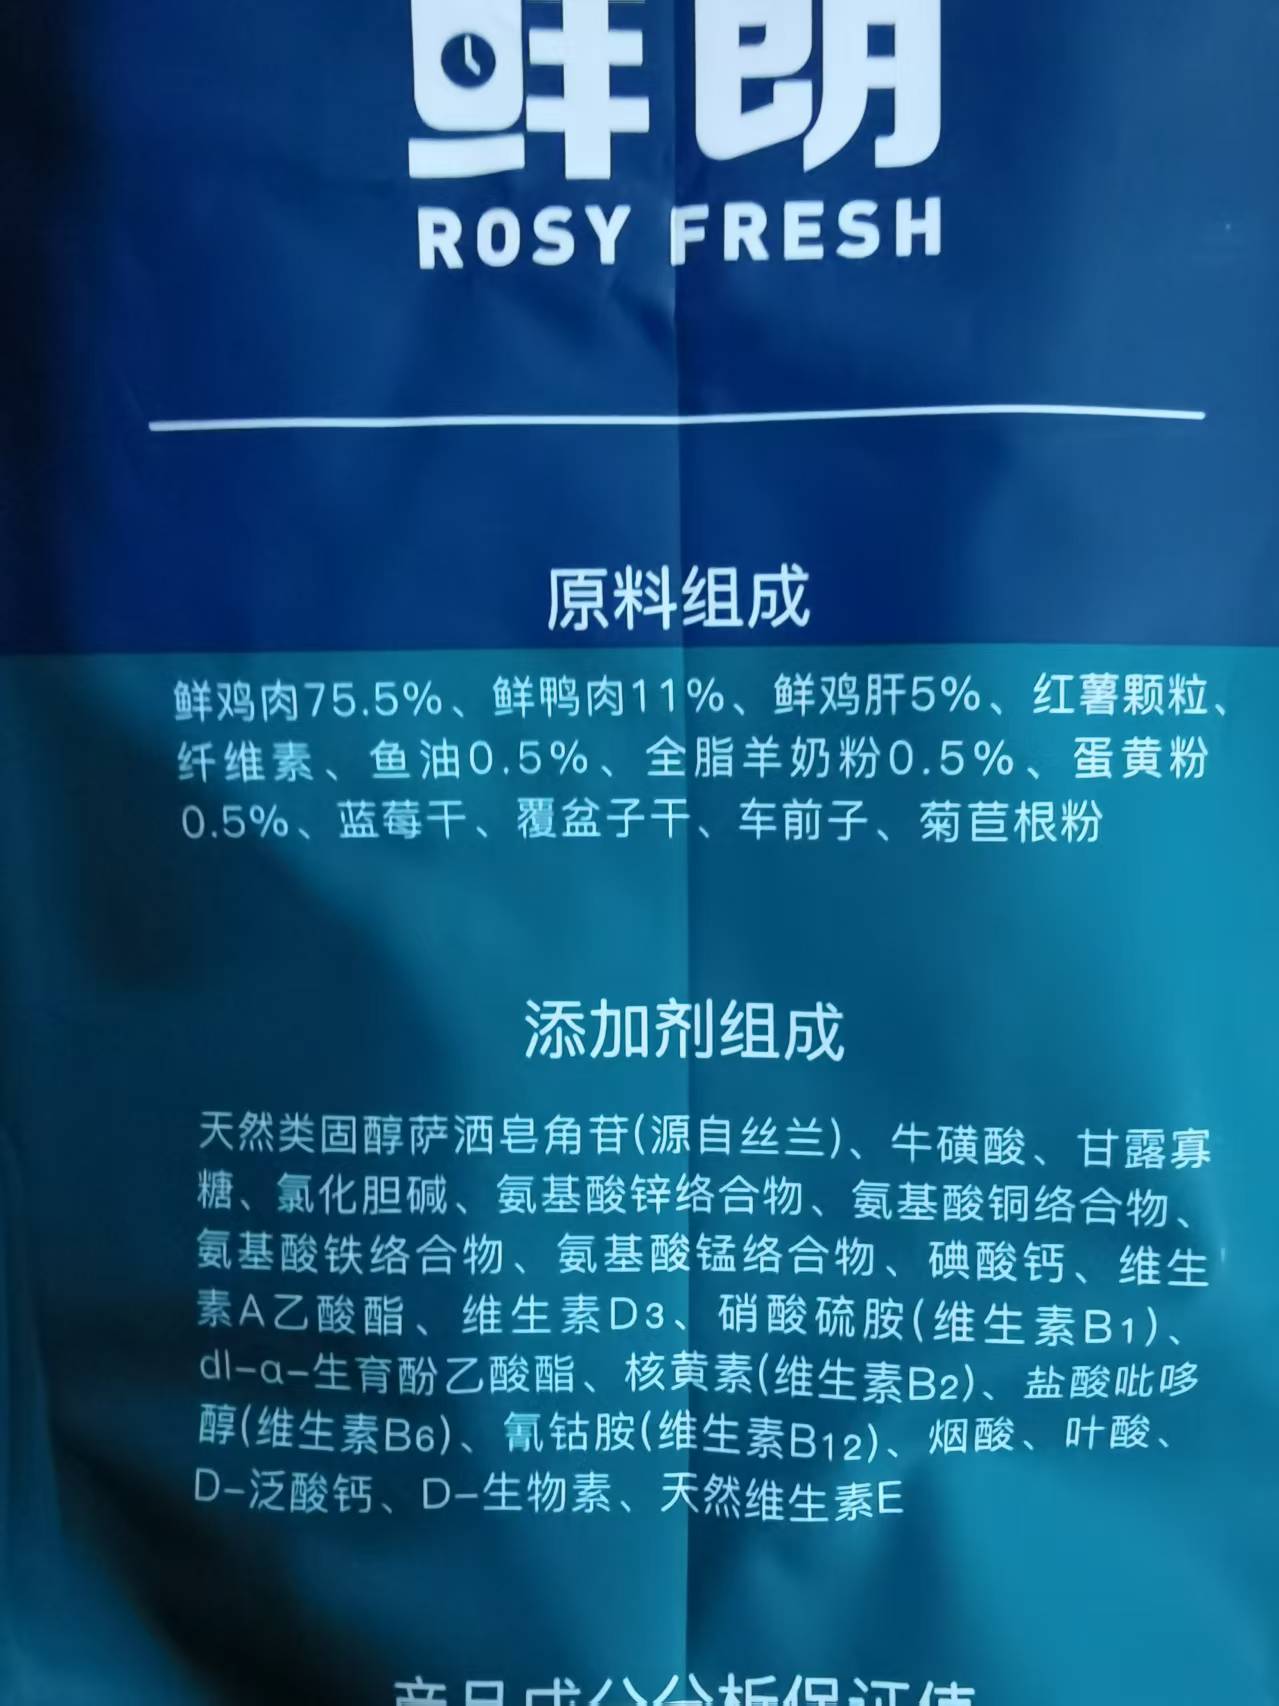 鲜朗
ROSY FRESH
原料组成
鲜鸡肉75.5%、鲜鸭肉11%、鲜鸡肝5%、红薯颗粒、
纤维素、鱼油0.5%、全脂羊奶粉0.5%、蛋黄粉
0.5%、蓝莓干、覆盆子干、车前子、菊苣根粉
添加剂组成
天然类固醇萨洒皂角苷(源自丝兰)、牛磺酸、甘露寡
糖、氯化胆碱、氨基酸锌络合物、氨基酸铜络合物、
氨基酸铁络合物、氨基酸锰络合物、碘酸钙、维生
素A乙酸酯、维生素D3、硝酸硫胺(维生素B1)、
dl-α-生育酚乙酸酯、核黄素(维生素B2)、盐酸吡哆
醇(维生素B6)、氰钴胺(维生素B12)、烟酸、叶酸、
D-泛酸钙、D-生物素、天然维生素E
产品成分分析保证值